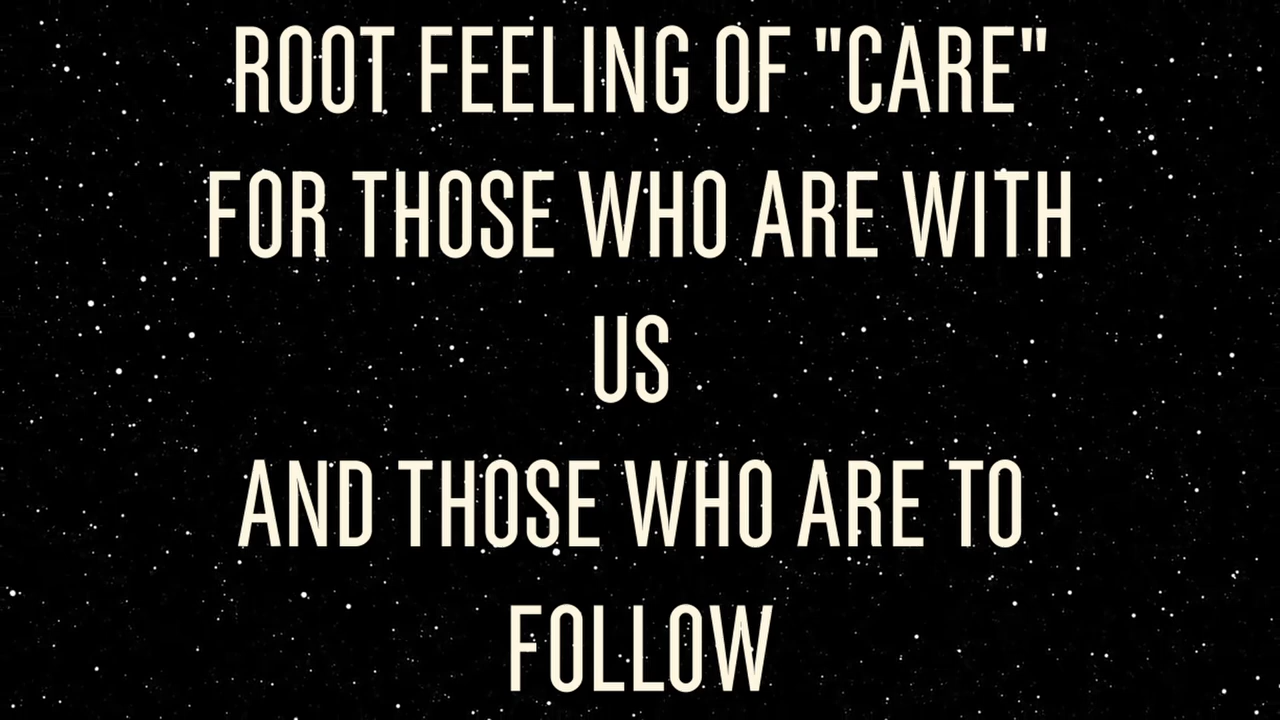 ROOT FEELING OF "CARE"
FOR THOSE WHO ARE WITH
US
AND THOSE WHO ARE TO
FOLLOW